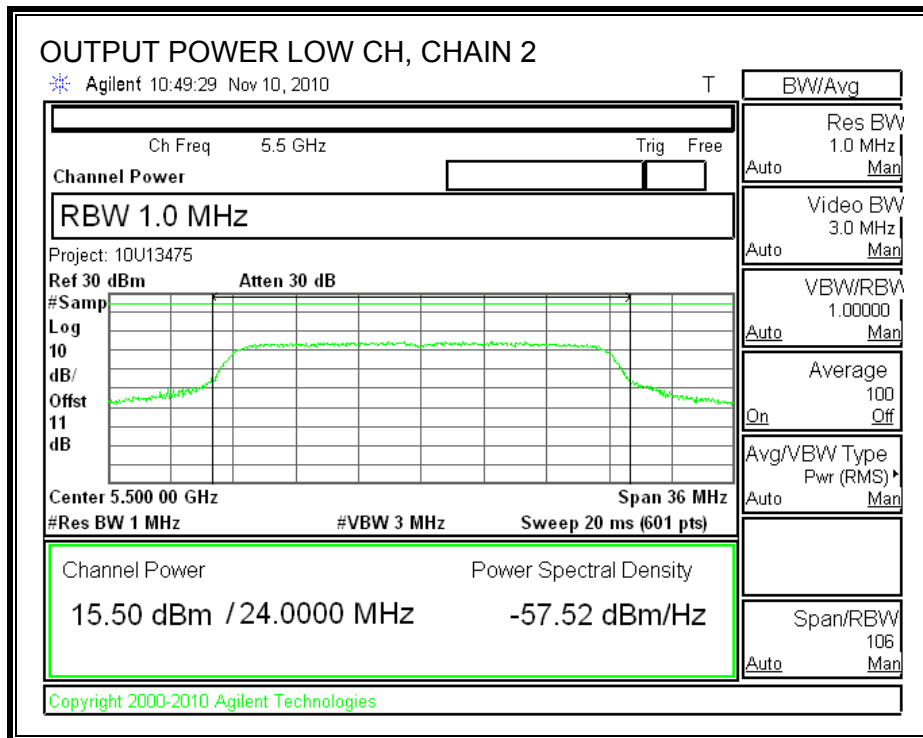 OUTPUT POWER LOW CH, CHAIN 2
Agilent 10:49:29 Nov 10, 2010 T
Ch Freq 5.5 GHz Trig Free
Channel Power
RBW 1.0 MHz
Project: 10U13475
Ref 30 dBm Atten 30 dB
#Samp
Log
10
dB/
Offst
11
dB
Center 5.500 00 GHz Span 36 MHz
#Res BW 1 MHz #VBW 3 MHz Sweep 20 ms (601 pts)
Channel Power Power Spectral Density
15.50 dBm / 24.0000 MHz -57.52 dBm/Hz
Copyright 2000-2010 Agilent Technologies
BW/Avg
Res BW
1.0 MHz
Auto Man
Video BW
3.0 MHz
Auto Man
VBW/RBW
1.00000
Auto Man
Average
100
On Off
Avg/VBW Type
Pwr (RMS)
Auto Man
Span/RBW
106
Auto Man